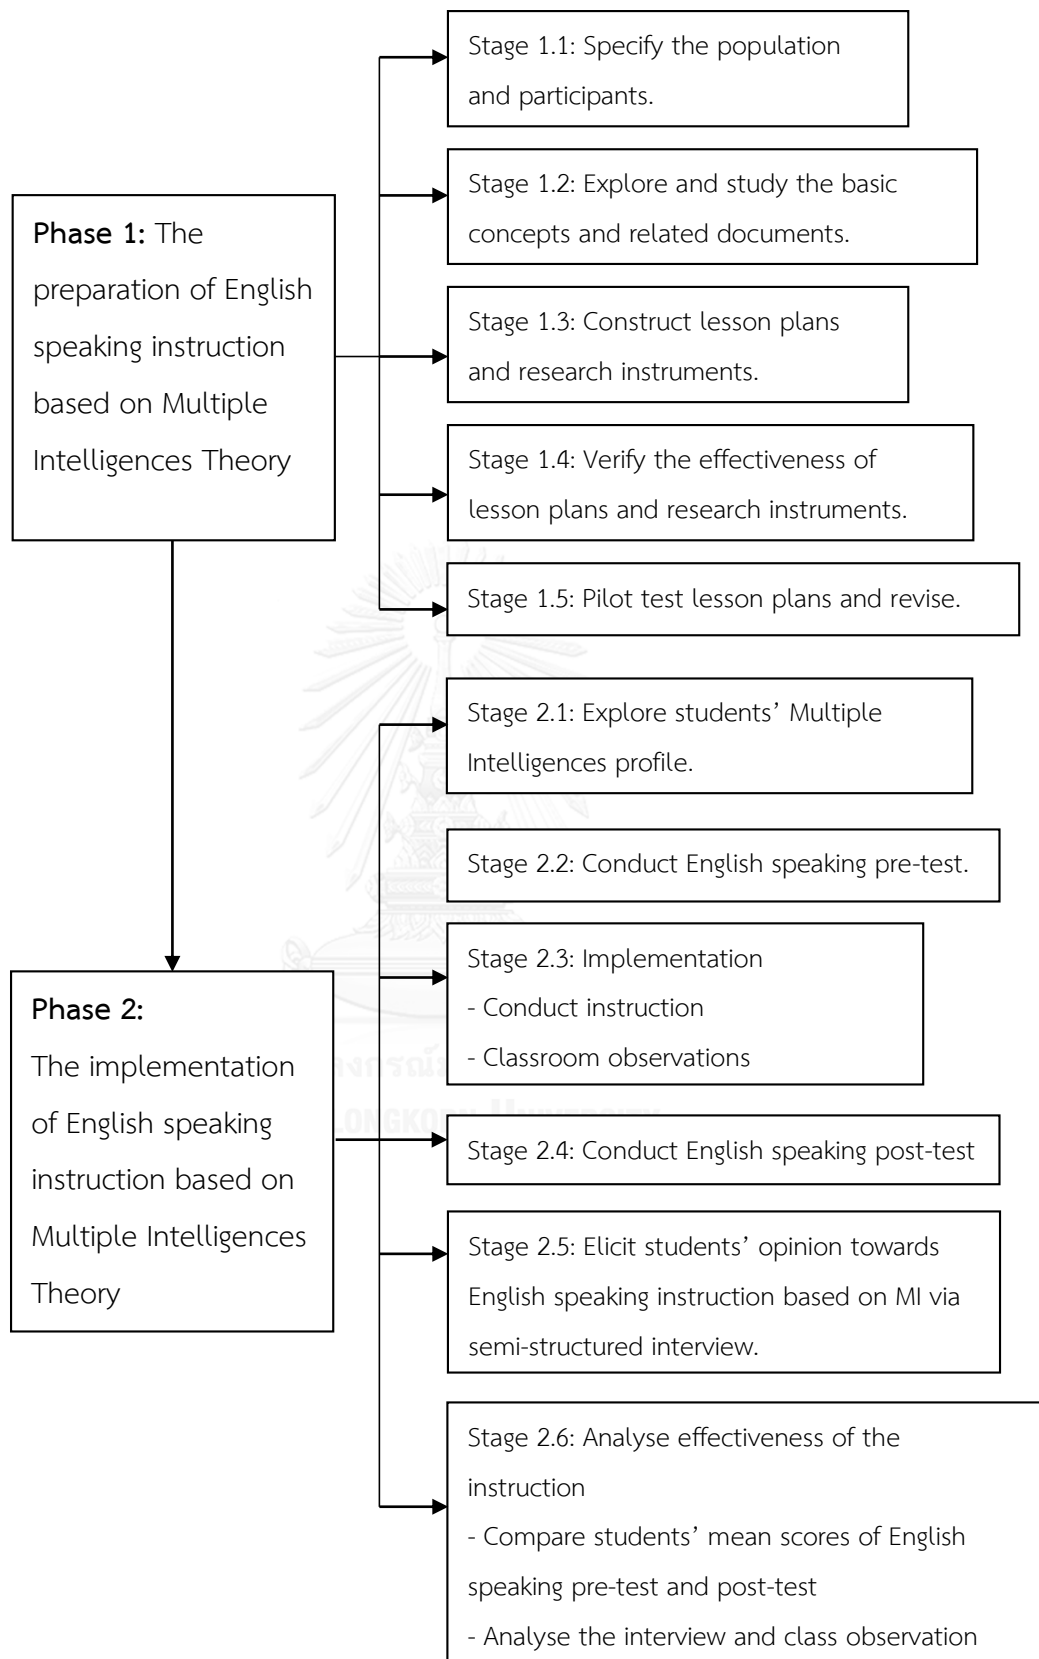 Stage 1.1: Specify the population
and participants.
Stage 1.2: Explore and study the basic
concepts and related documents.
Phase 1: The
preparation of English
speaking instruction
based on Multiple
Intelligences Theory
Stage 1.3: Construct lesson plans
and research instruments.
Stage 1.4: Verify the effectiveness of
lesson plans and research instruments.
Stage 1.5: Pilot test lesson plans and revise.
Stage 2.1: Explore students’ Multiple
Intelligences profile.
Stage 2.2: Conduct English speaking pre-test.
Stage 2.3: Implementation
- Conduct instruction
- Classroom observations
Phase 2:
The implementation
of English speaking
instruction based on
Multiple Intelligences
Theory
Stage 2.4: Conduct English speaking post-test
Stage 2.5: Elicit students’ opinion towards
English speaking instruction based on MI via
semi-structured interview.
Stage 2.6: Analyse effectiveness of the
instruction
- Compare students’ mean scores of English
speaking pre-test and post-test
- Analyse the interview and class observation